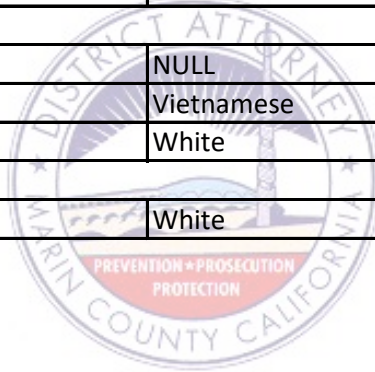 DISTRICT ATTORNEY
NULL
Vietnamese
White
White
PREVENTION★PROSECUTION
PROTECTION
MARIN COUNTY CALIFORNIA